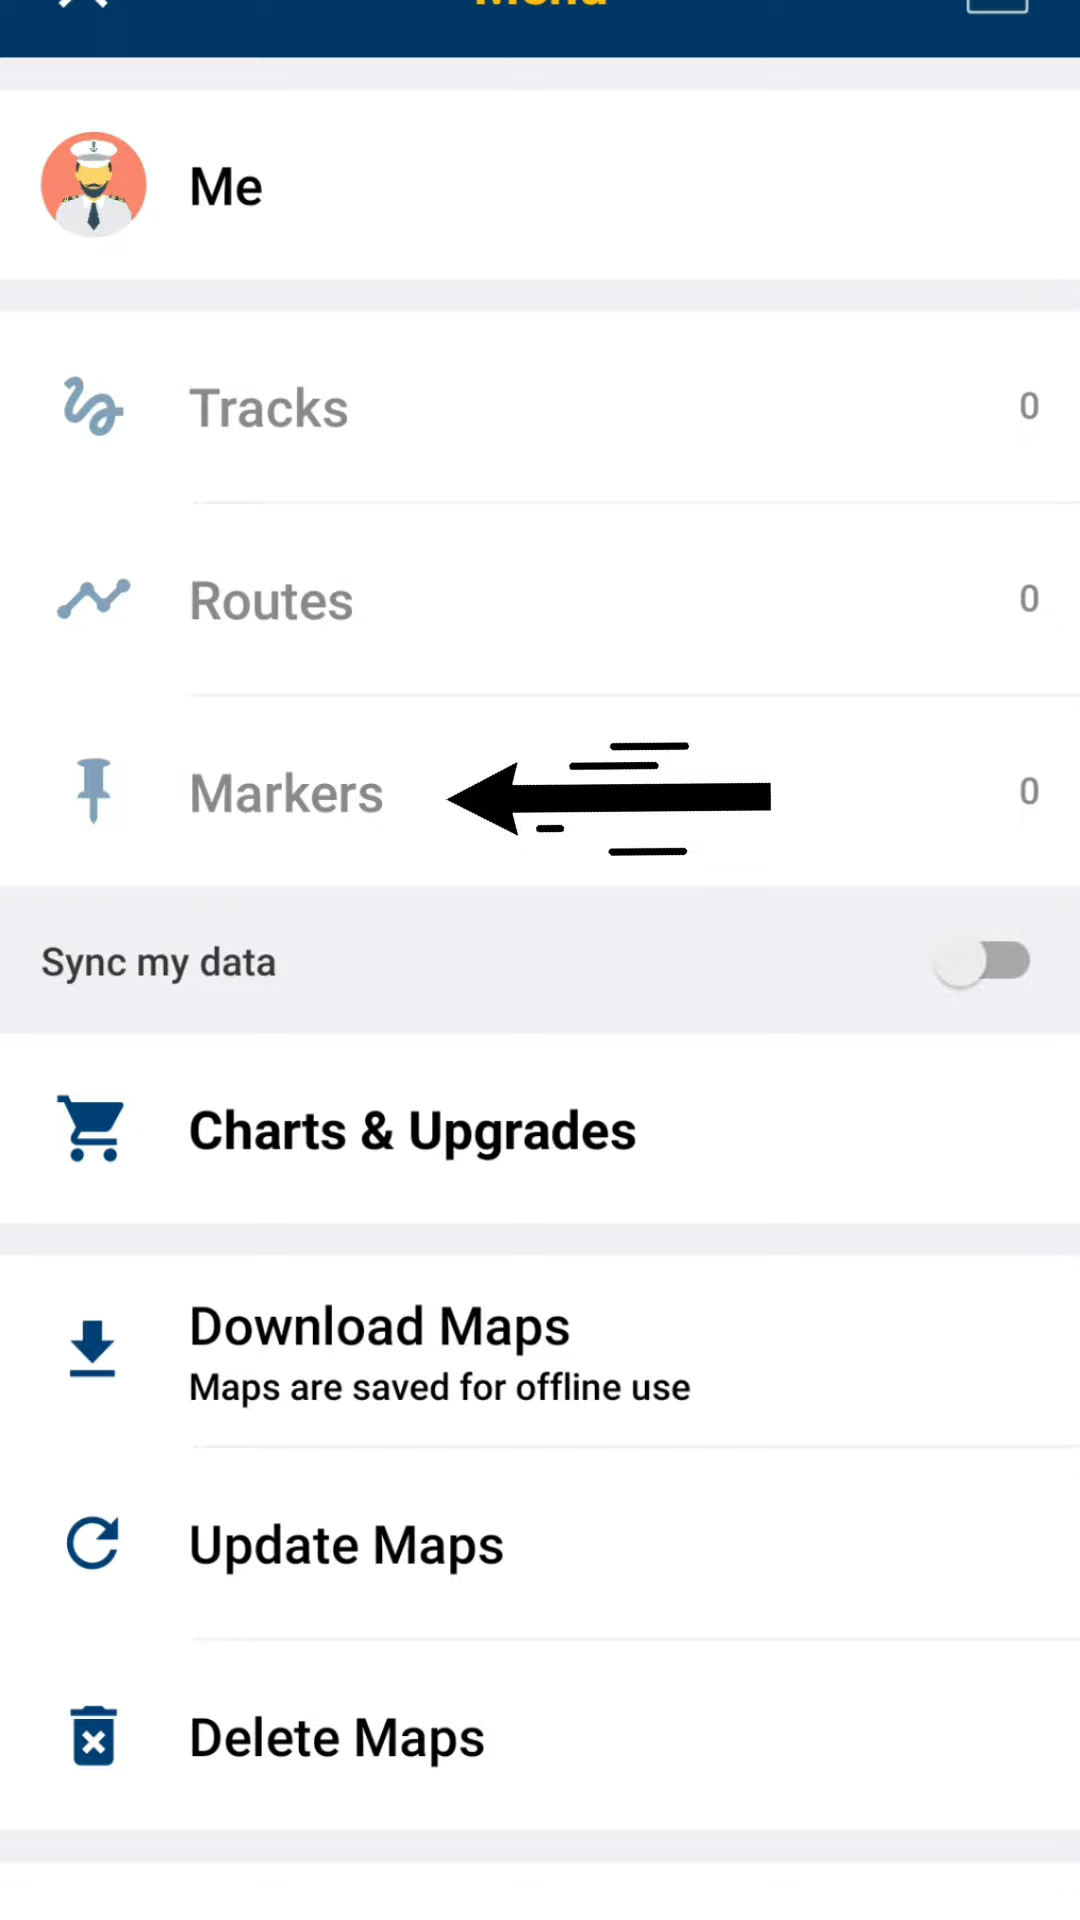 Menu
Me
Tracks 0
Routes 0
Markers 0
Sync my data
Charts & Upgrades
Download Maps
Maps are saved for offline use
Update Maps
Delete Maps